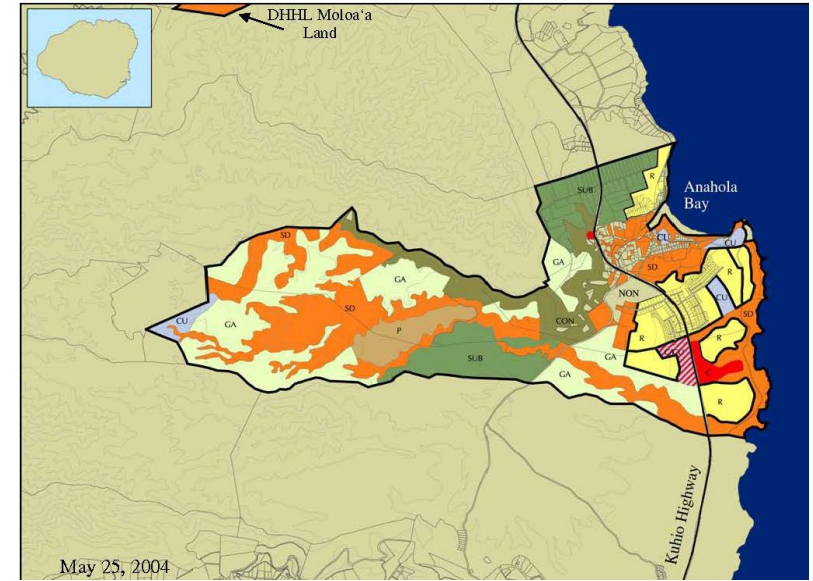 DHHL Moloa‘a
Land
R
SUB
Anahola
Bay
SD
CU
CU
GA
SD
GA
SD
NON
R
CU
SD
CU
GA
SD
P
CON
R
R
SUB
GA
GA
C
R
Kuhio Highway
May 25, 2004